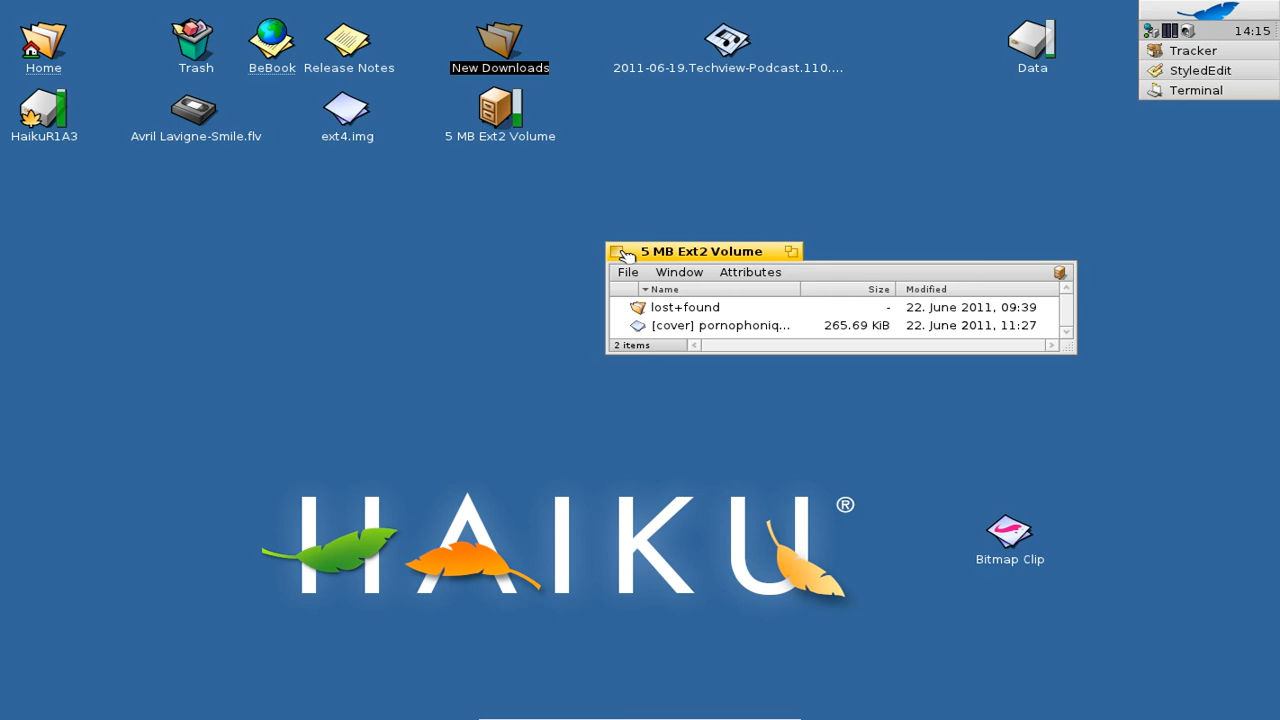 Home
Trash
BeBook
Release Notes
New Downloads
2011-06-19.Techview-Podcast.110....
Data
14:15
Tracker
StyledEdit
Terminal
HaikuR1A3
Avril Lavigne-Smile.flv
ext4.img
5 MB Ext2 Volume
5 MB Ext2 Volume
File Window Attributes
Name Size Modified
lost+found - 22. June 2011, 09:39
[cover] pornophoniq... 265.69 KiB 22. June 2011, 11:27
2 items
HAIKU®
Bitmap Clip